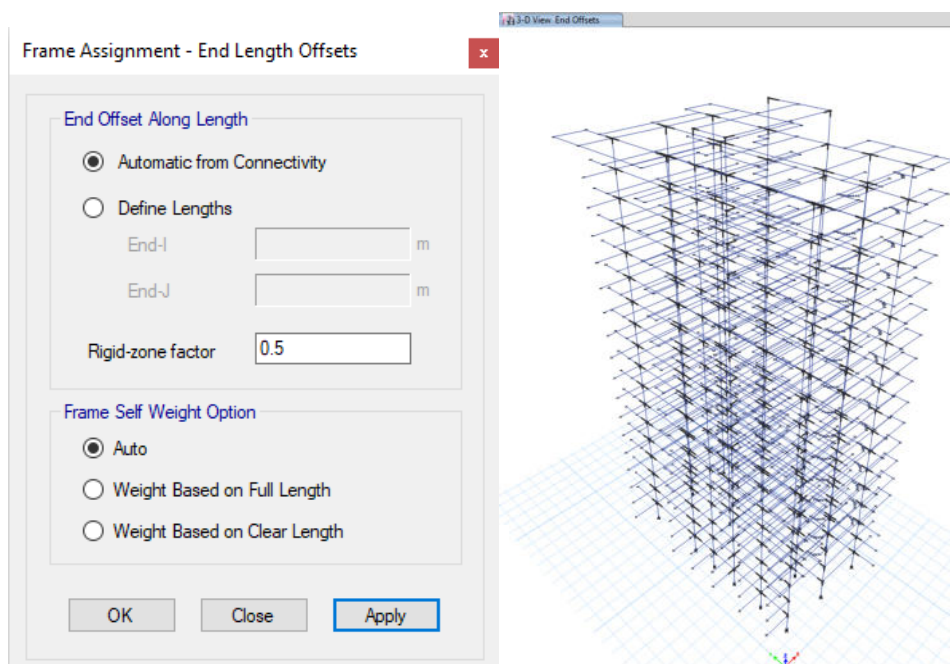 Frame Assignment - End Length Offsets
x
End Offset Along Length
Automatic from Connectivity
Define Lengths
End-I
m
End-J
m
Rigid-zone factor
0.5
Frame Self Weight Option
Auto
Weight Based on Full Length
Weight Based on Clear Length
OK
Close
Apply
3-D View End Offsets